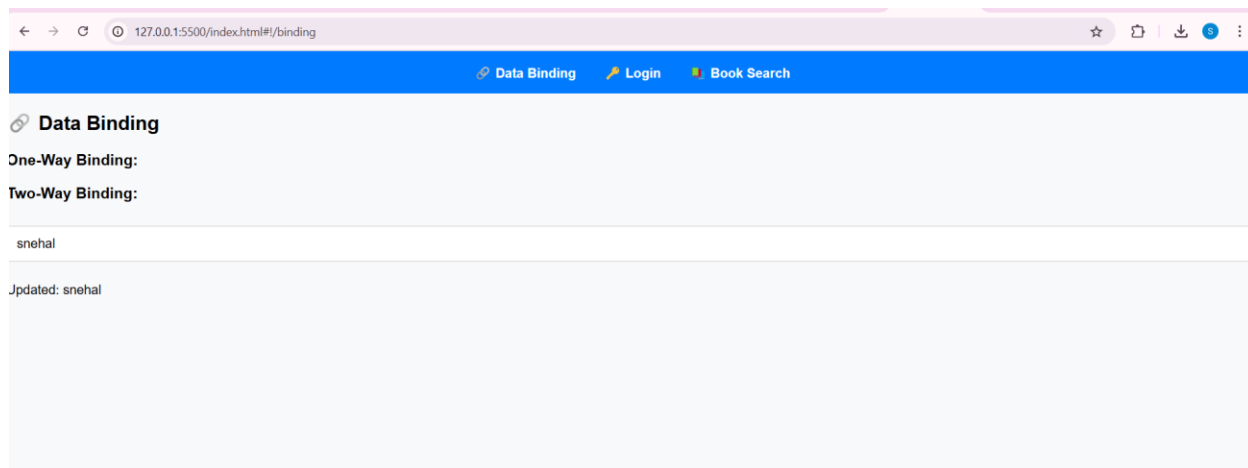 127.0.0.1:5500/index.html#!/binding
S
Data Binding Login Book Search
Data Binding
One-Way Binding:
Two-Way Binding:
snehal
Updated: snehal